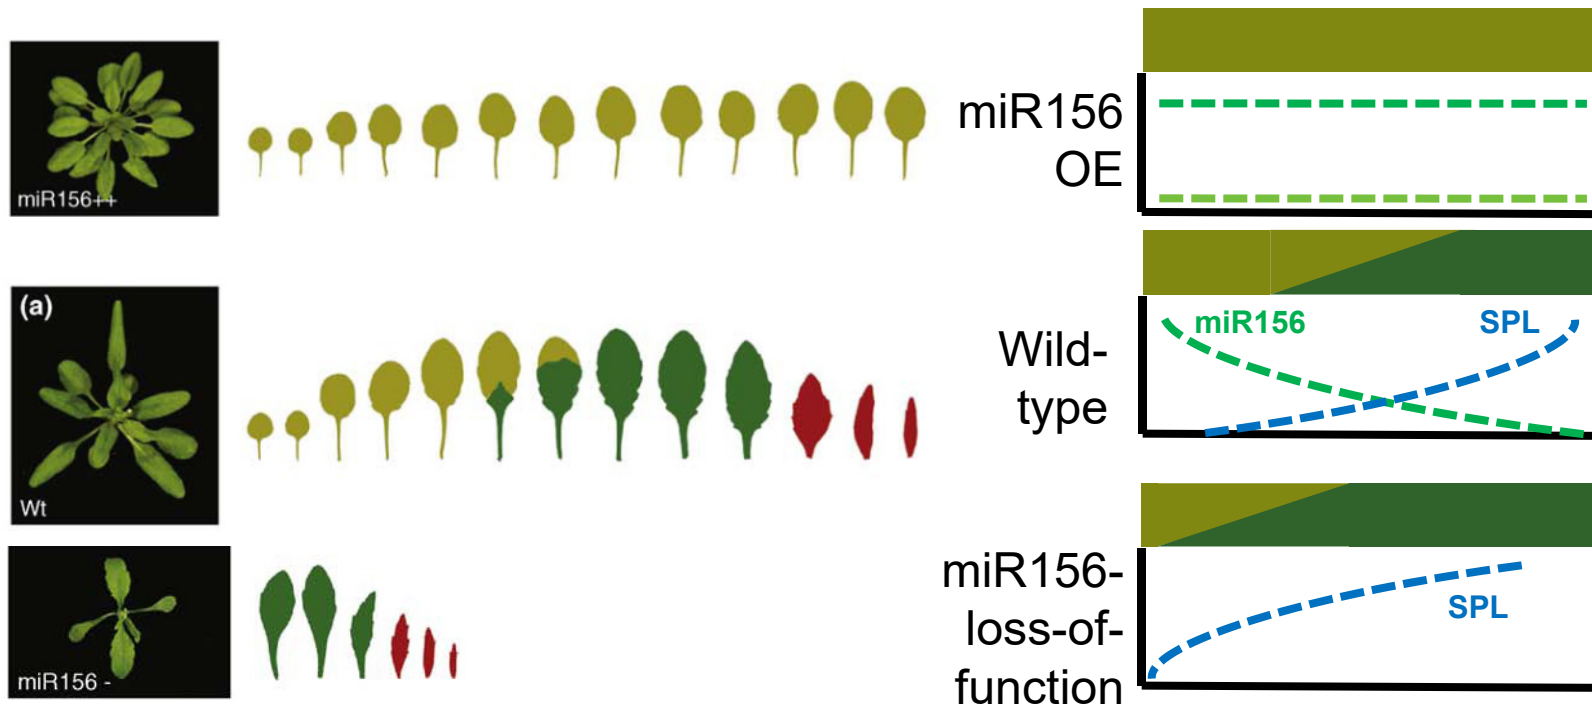 miR156++
miR156
OE
(a)
Wt
Wild-
type
miR156
SPL
miR156 -
miR156-
loss-of-
function
SPL